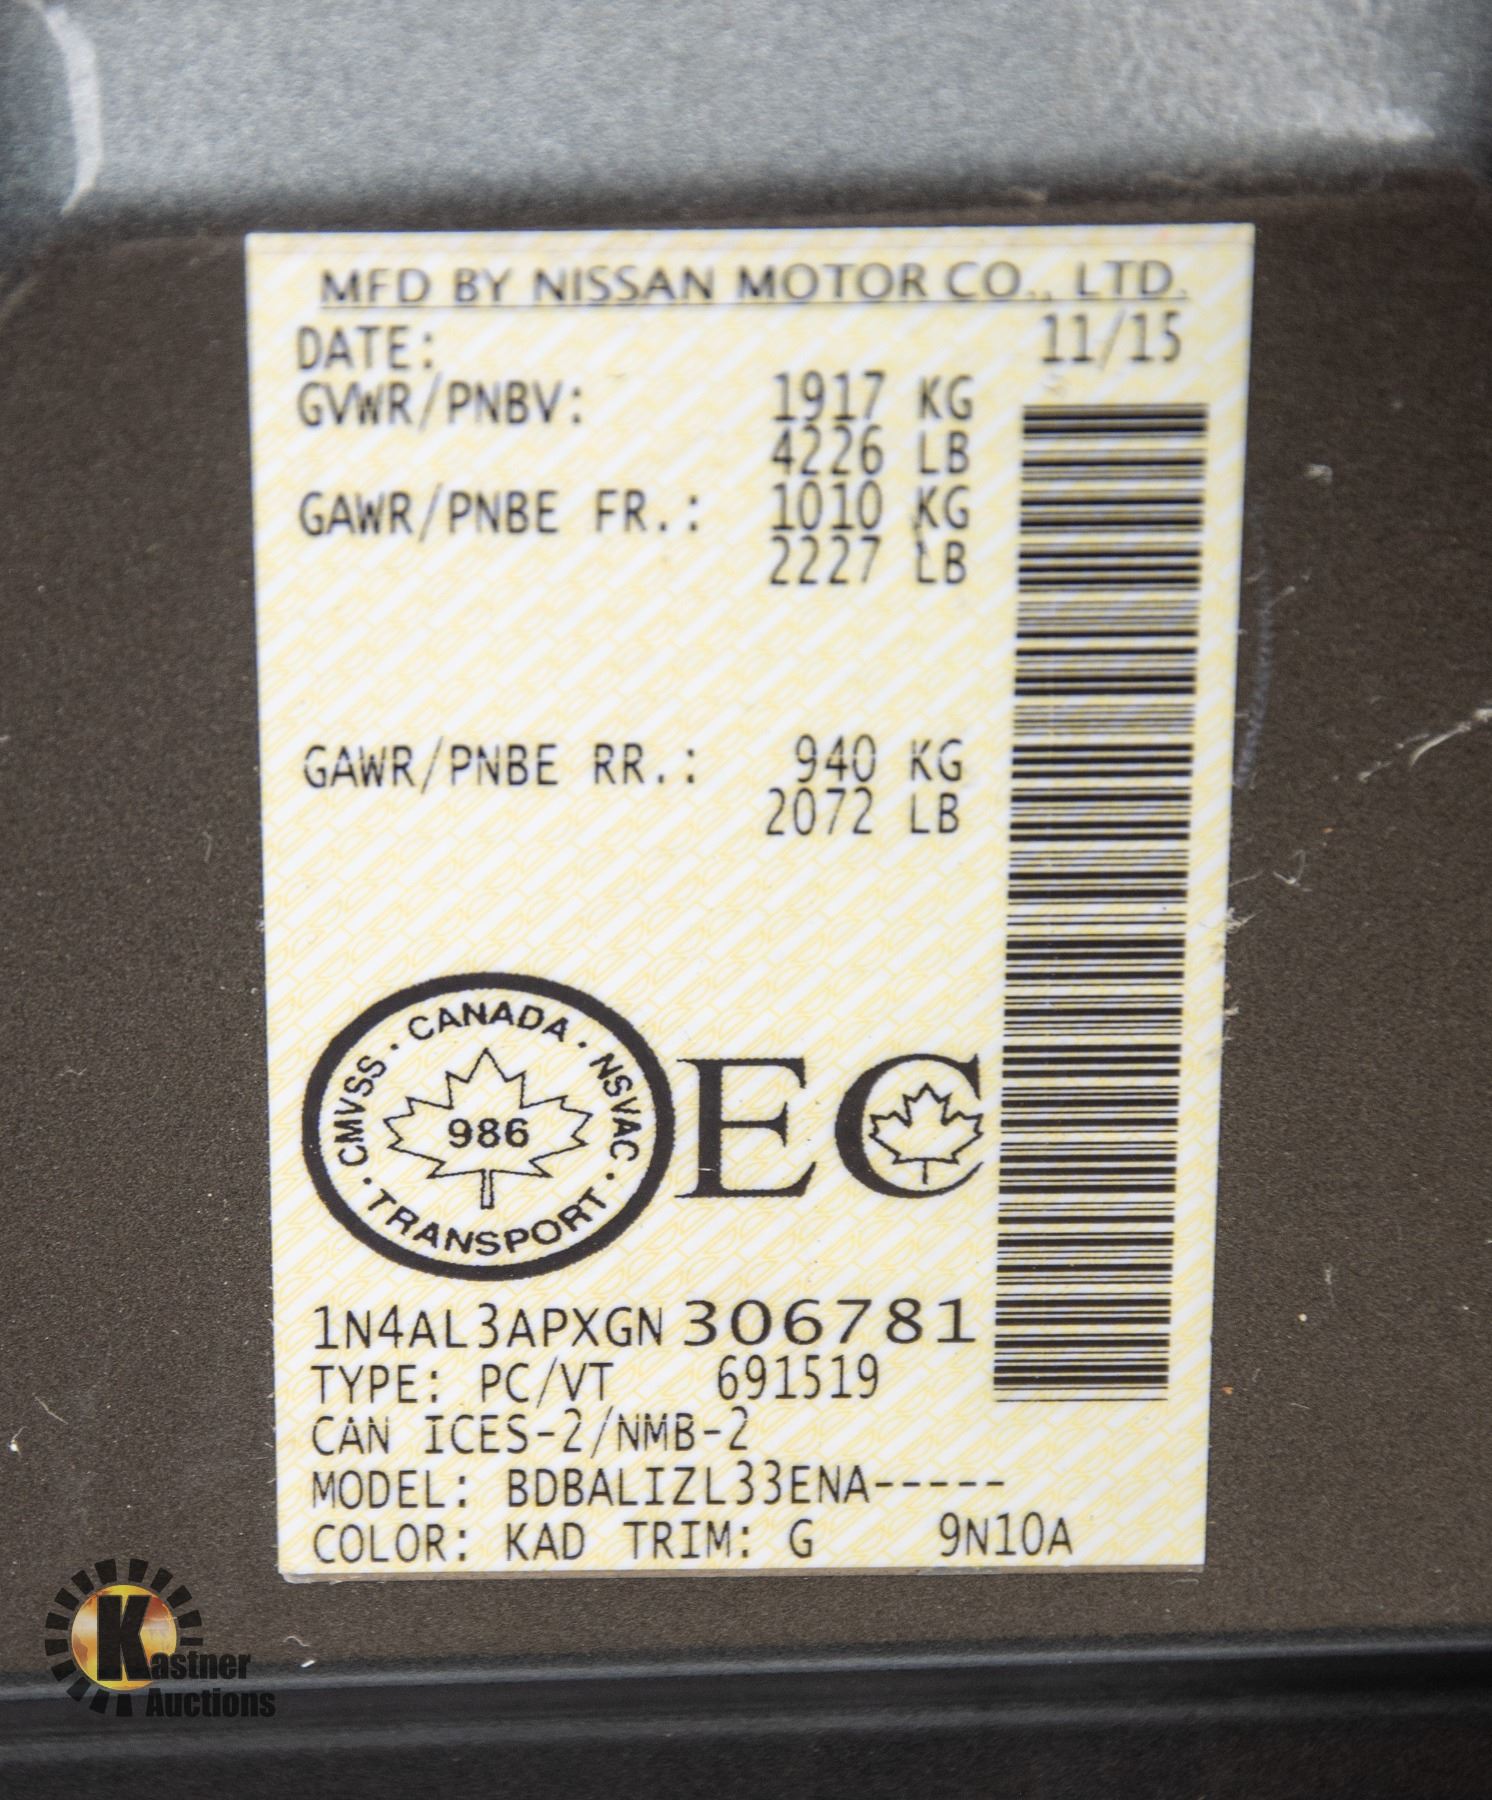 MFD BY NISSAN MOTOR CO., LTD.
DATE: 11/15
GVWR/PNBV: 1917 KG
4226 LB
GAWR/PNBE FR.: 1010 KG
2227 LB
GAWR/PNBE RR.: 940 KG
2072 LB
CMVSS · CANADA · NSVAC · TRANSPORT ·
986
EC
1N4AL3APXGN 306781
TYPE: PC/VT 691519
CAN ICES-2/NMB-2
MODEL: BDBALIZL33ENA-----
COLOR: KAD TRIM: G 9N10A
Kastner
Auctions